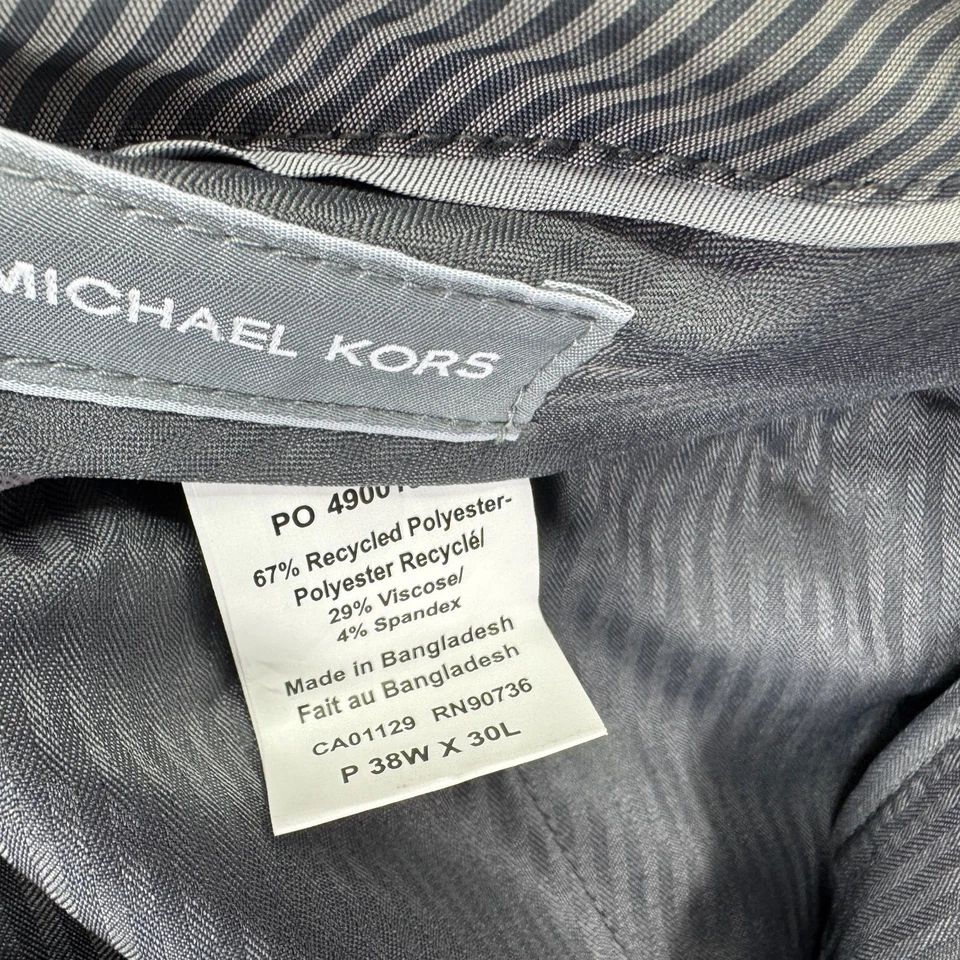 MICHAEL KORS
PO
67% Recycled Polyester-
Polyester Recyclé/
29% Viscose/
4% Spandex
Made in Bangladesh
Fait au Bangladesh
CA01129 RN90736
P 38W X 30L